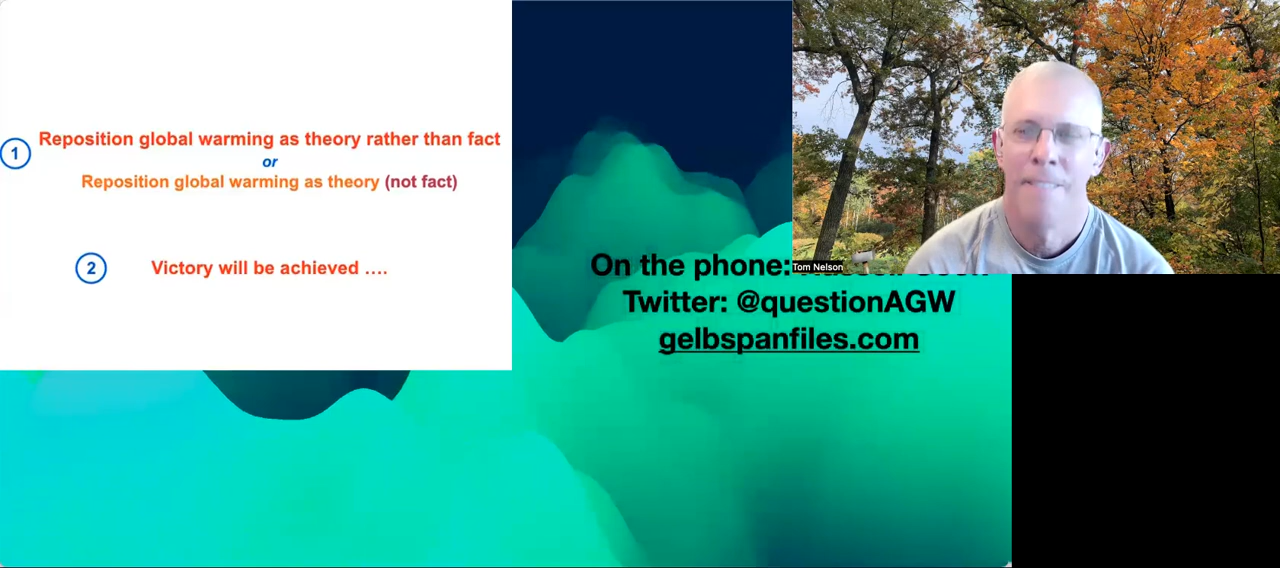 1
Reposition global warming as theory rather than fact
or
Reposition global warming as theory (not fact)
2
Victory will be achieved ….
On the phone:
Tom Nelson
Twitter: @questionAGW
gelbspanfiles.com